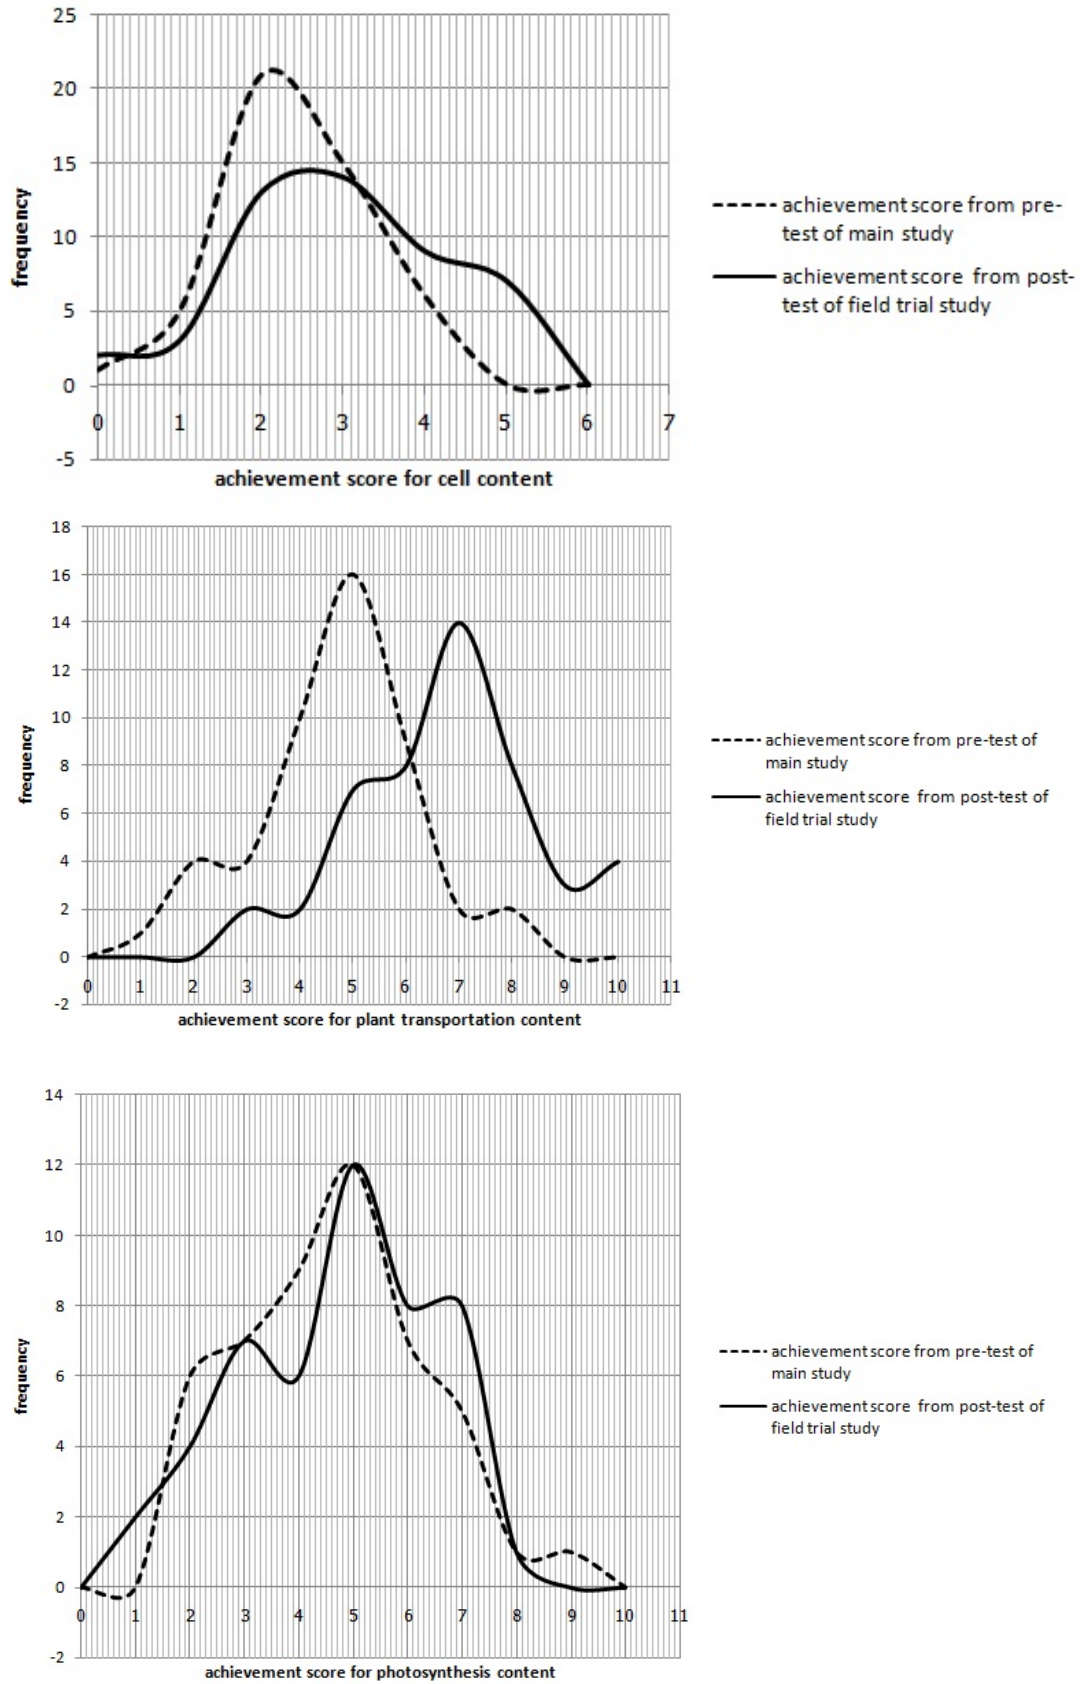 25
20
15
10
5
0
-5
frequency
0 1 2 3 4 5 6 7
achievement score for cell content
achievement score from pre-
test of main study
achievement score from post-
test of field trial study
18
16
14
12
10
8
6
4
2
0
-2
frequency
0 1 2 3 4 5 6 7 8 9 10 11
achievement score for plant transportation content
achievement score from pre-test of
main study
achievement score from post-test of
field trial study
14
12
10
8
6
4
2
0
-2
frequency
0 1 2 3 4 5 6 7 8 9 10 11
achievement score for photosynthesis content
achievement score from pre-test of
main study
achievement score from post-test of
field trial study